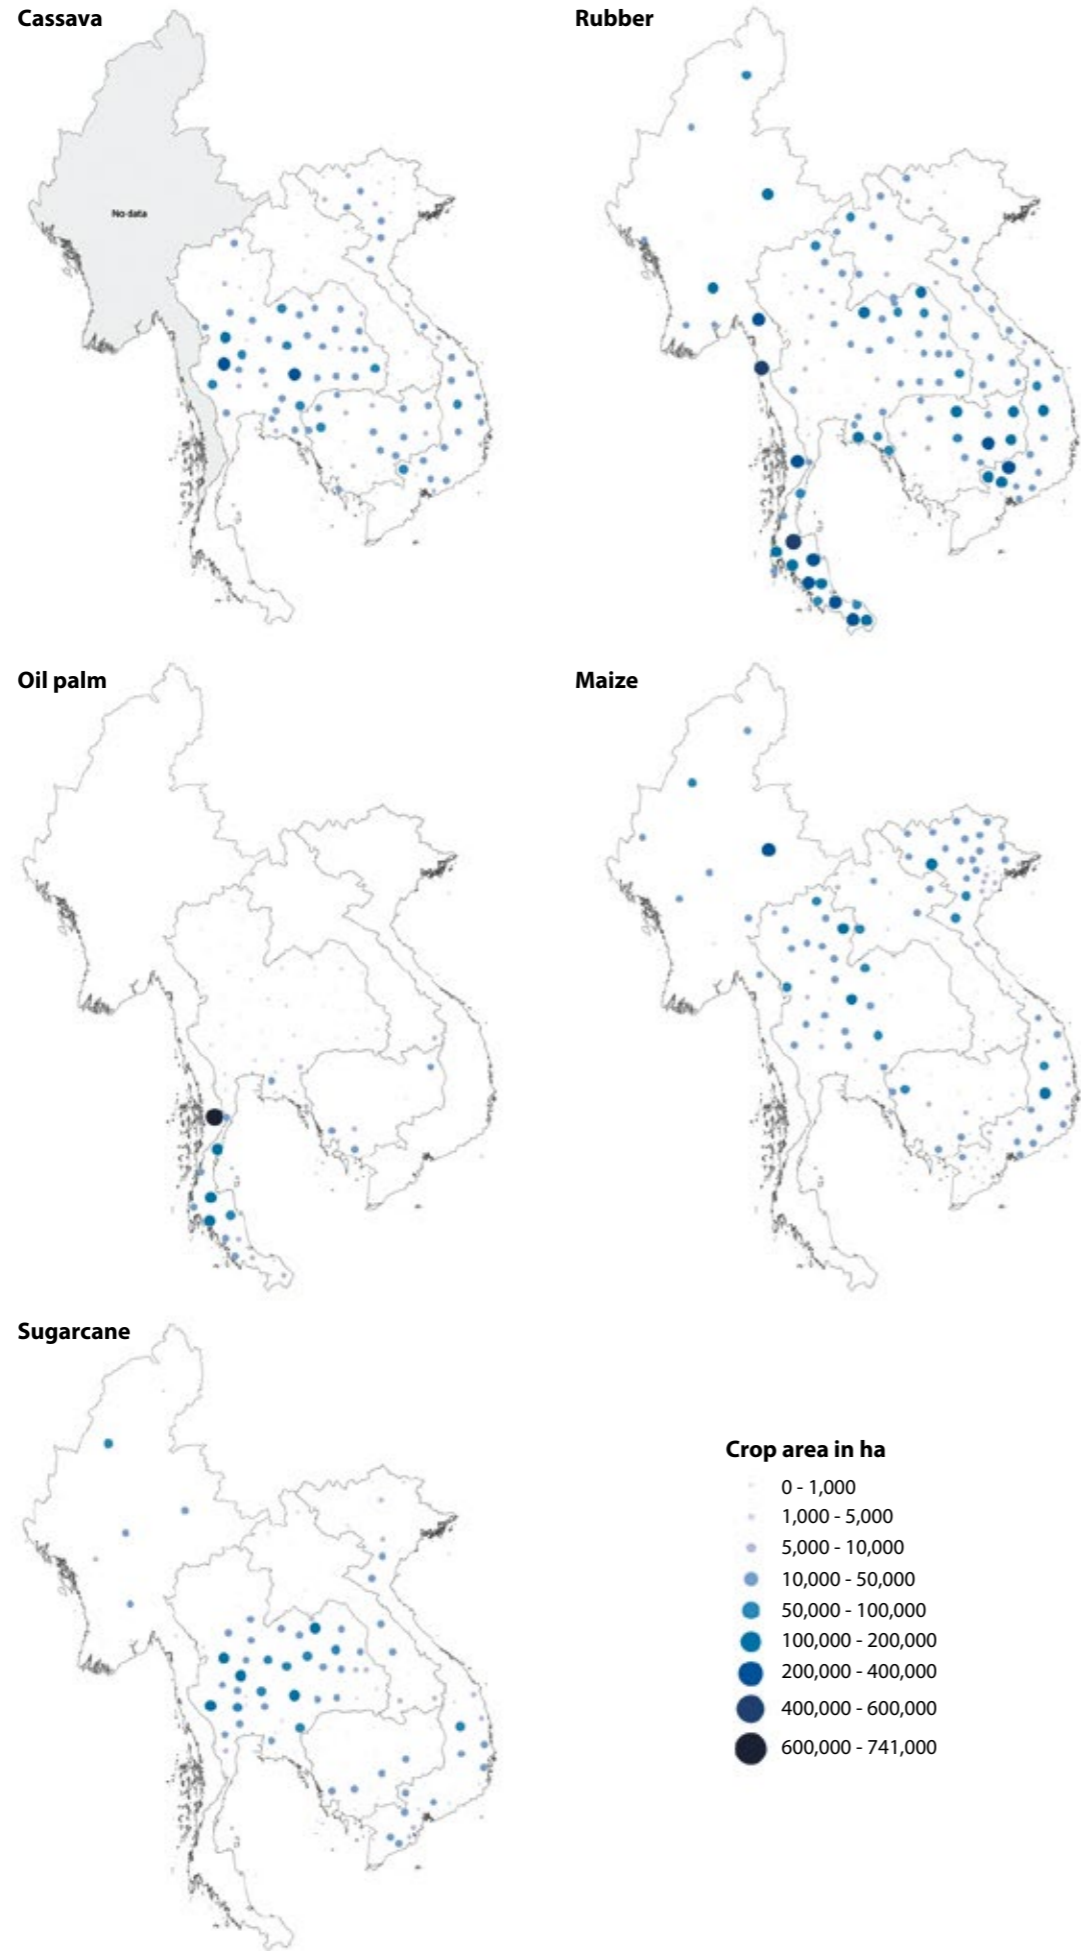 Cassava
Rubber
No data
Oil palm
Maize
Sugarcane
Crop area in ha
0 - 1,000
1,000 - 5,000
5,000 - 10,000
10,000 - 50,000
50,000 - 100,000
100,000 - 200,000
200,000 - 400,000
400,000 - 600,000
600,000 - 741,000